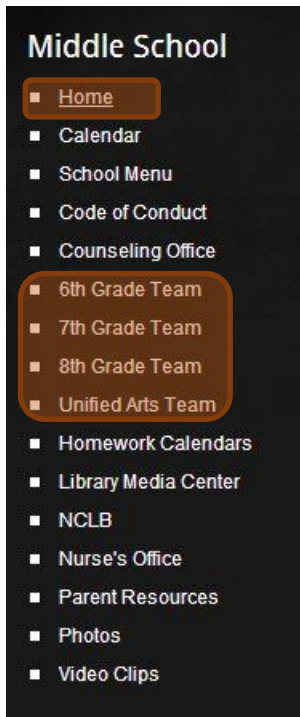 Middle School
Home
Calendar
School Menu
Code of Conduct
Counseling Office
6th Grade Team
7th Grade Team
8th Grade Team
Unified Arts Team
Homework Calendars
Library Media Center
NCLB
Nurse's Office
Parent Resources
Photos
Video Clips